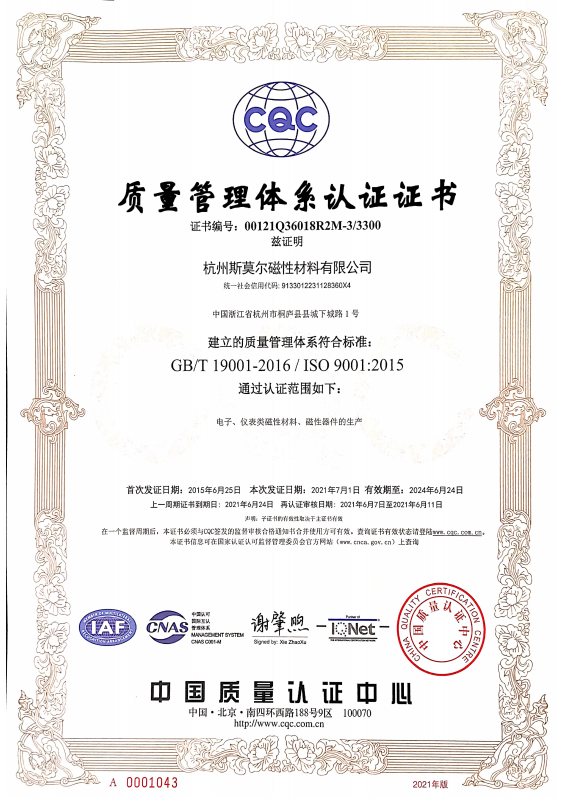 CQC
质量管理体系认证证书
证书编号：00121Q36018R2M-3/3300
兹证明
杭州斯莫尔磁性材料有限公司
统一社会信用代码: 9133012231128360X4
中国浙江省杭州市桐庐县县城下城路 1 号
建立的质量管理体系符合标准：
GB/T 19001-2016 / ISO 9001:2015
通过认证范围如下：
电子、仪表类磁性材料、磁性器件的生产
首次发证日期： 2015年6月25日 本次发证日期： 2021年7月1日 有效期至： 2024年6月24日
上一周期证书到期日: 2021年6月24日 再认证审核日期: 2021年6月7日至2021年6月11日
声明：子证书的有效性取决于主证书有效
在一个监督周期后，本证书必须与CQC签发的监督审核合格通知书合并使用方可有效。查询证书有效状态请登陆www.cqc.com.cn。
本证书信息可在国家认证认可监督管理委员会官方网站（www.cnca.gov.cn）上查询
IAF
CNAS
中国认可
国际互认
管理体系
MANAGEMENT SYSTEM
CNAS C001-M
谢肇煦
Signed by: Xie ZhaoXu
Partner of
IQNet
CHINA QUALITY CERTIFICATION CENTRE
中国质量认证中心
中国质量认证中心
中国·北京·南四环西路188号9区 100070
http://www.cqc.com.cn
A 0001043
2021年版